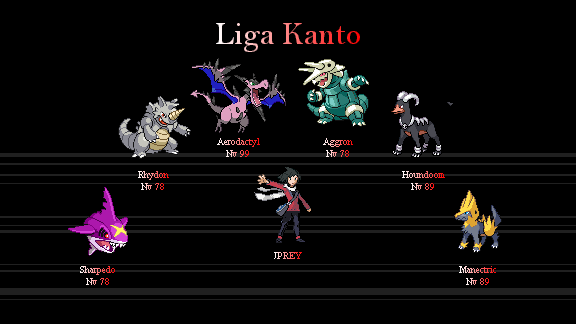 Liga Kanto
Aerodactyl
Nv 99
Aggron
Nv 78
Rhydon
Nv 78
Houndoom
Nv 89
JPREY
Sharpedo
Nv 78
Manectric
Nv 89